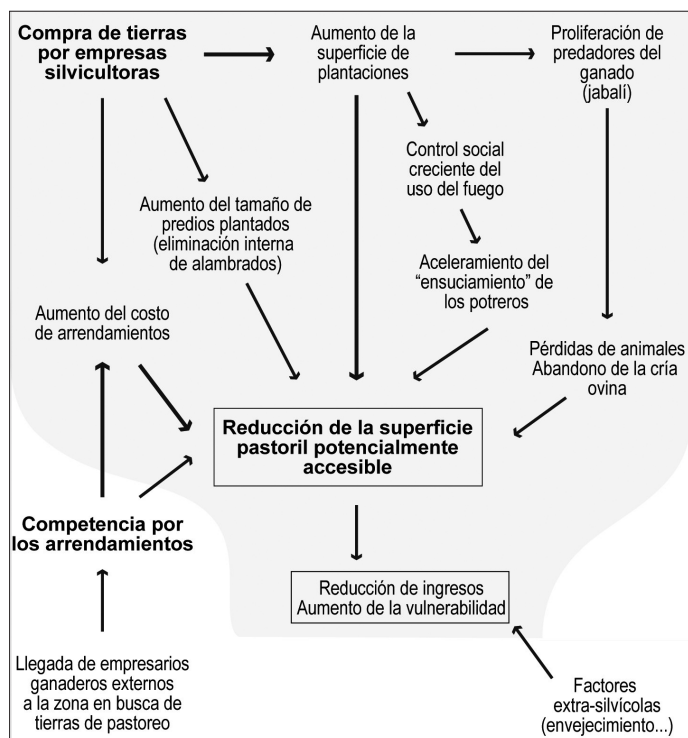 Compra de tierras
por empresas
silvicultoras
Aumento de la
superficie de
plantaciones
Proliferación de
predadores del
ganado
(jabalí)
Control social
creciente del
uso del fuego
Aumento del tamaño de
predios plantados
(eliminación interna
de alambrados)
Aceleramiento del
“ensuciamiento” de
los potreros
Aumento del costo
de arrendamientos
Pérdidas de animales
Abandono de la cría
ovina
Reducción de la superficie
pastoril potencialmente
accesible
Competencia por
los arrendamientos
Reducción de ingresos
Aumento de la vulnerabilidad
Llegada de empresarios
ganaderos externos
a la zona en busca de
tierras de pastoreo
Factores
extra-silvícolas
(envejecimiento...)